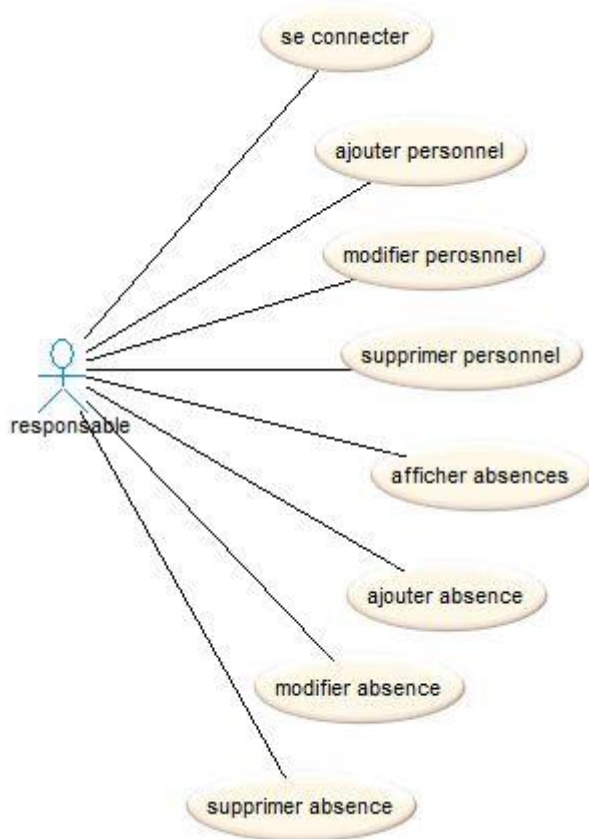 se connecter
ajouter personnel
modifier perosnnel
supprimer personnel
responsable
afficher absences
ajouter absence
modifier absence
supprimer absence